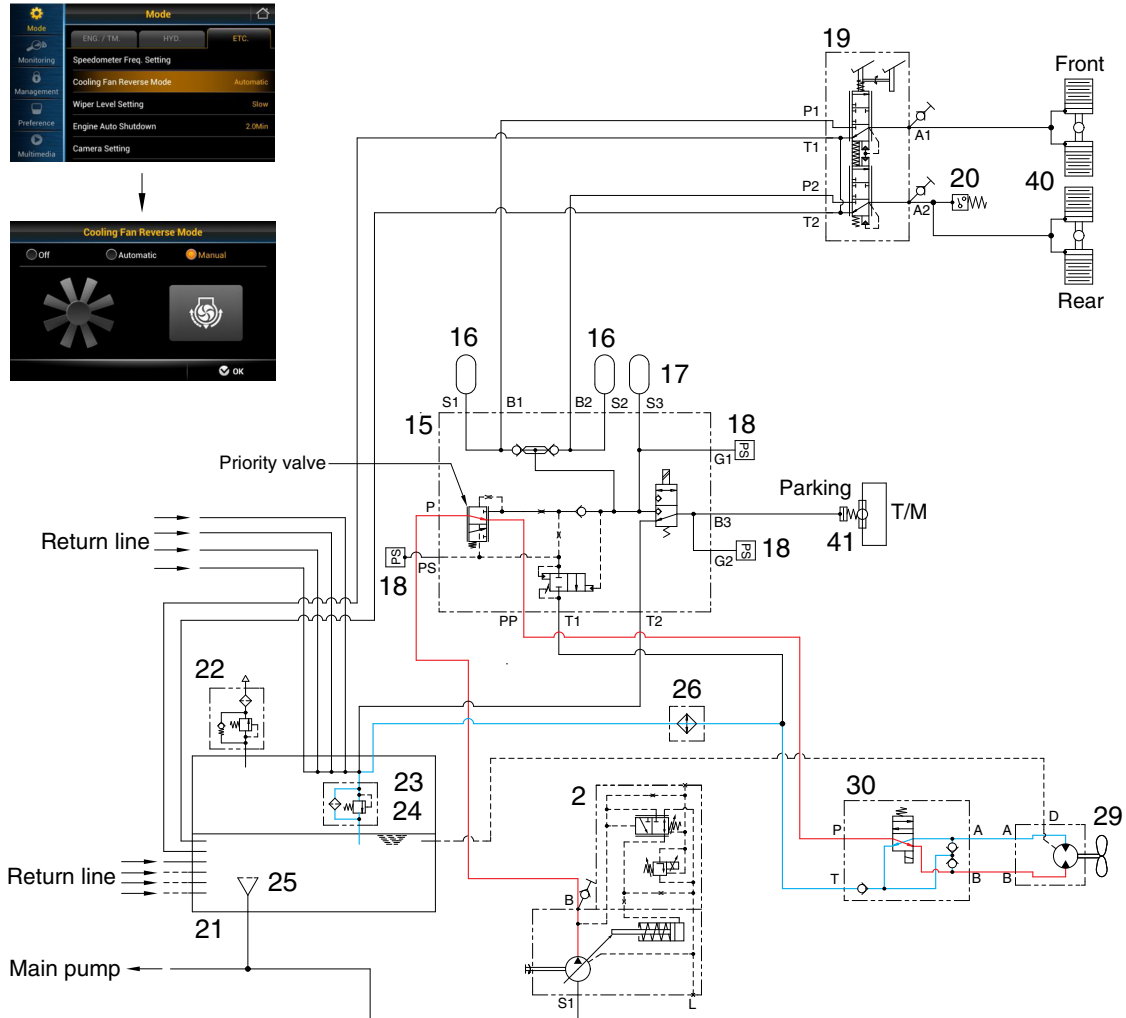 Mode
Mode
ENG. / TM.
HYD.
ETC.
Monitoring
Speedometer Freq. Setting
Management
Cooling Fan Reverse Mode
Automatic
Wiper Level Setting
Slow
Preference
Engine Auto Shutdown
2.0Min
Multimedia
Camera Setting
Cooling Fan Reverse Mode
Off
Automatic
Manual
OK
19
Front
P1
A1
T1
P2
20
40
A2
T2
Rear
16
16
17
S1
B1
B2
S2
S3
15
18
PS
G1
Priority valve
P
Parking
T/M
B3
41
Return line
PS
18
PS
PS
18
G2
PP
T1
T2
22
26
23
24
2
30
29
P
A
A
D
T
B
B
Return line
25
21
B
Main pump
S1
L